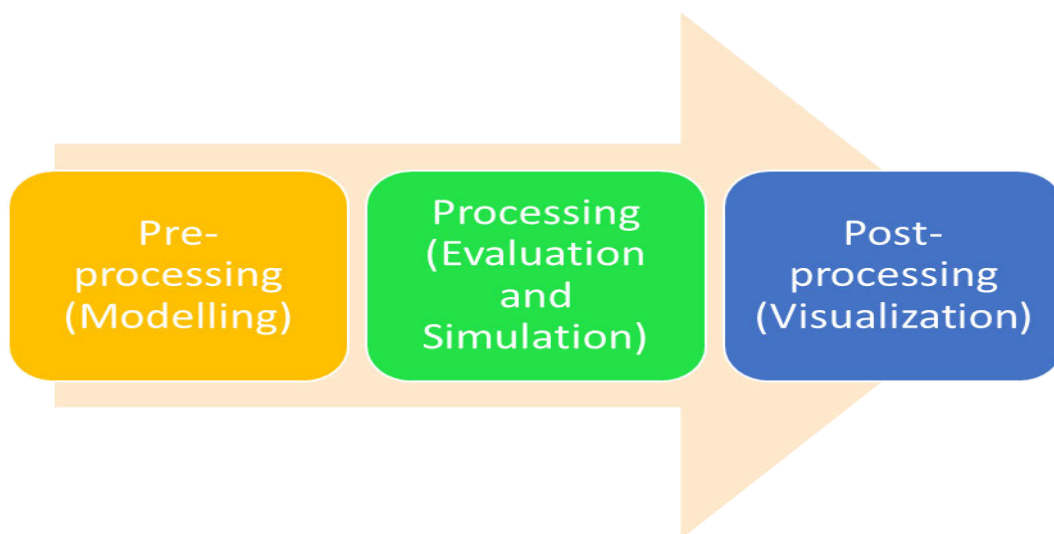 Pre-
processing
(Modelling)
Processing
(Evaluation
and
Simulation)
Post-
processing
(Visualization)